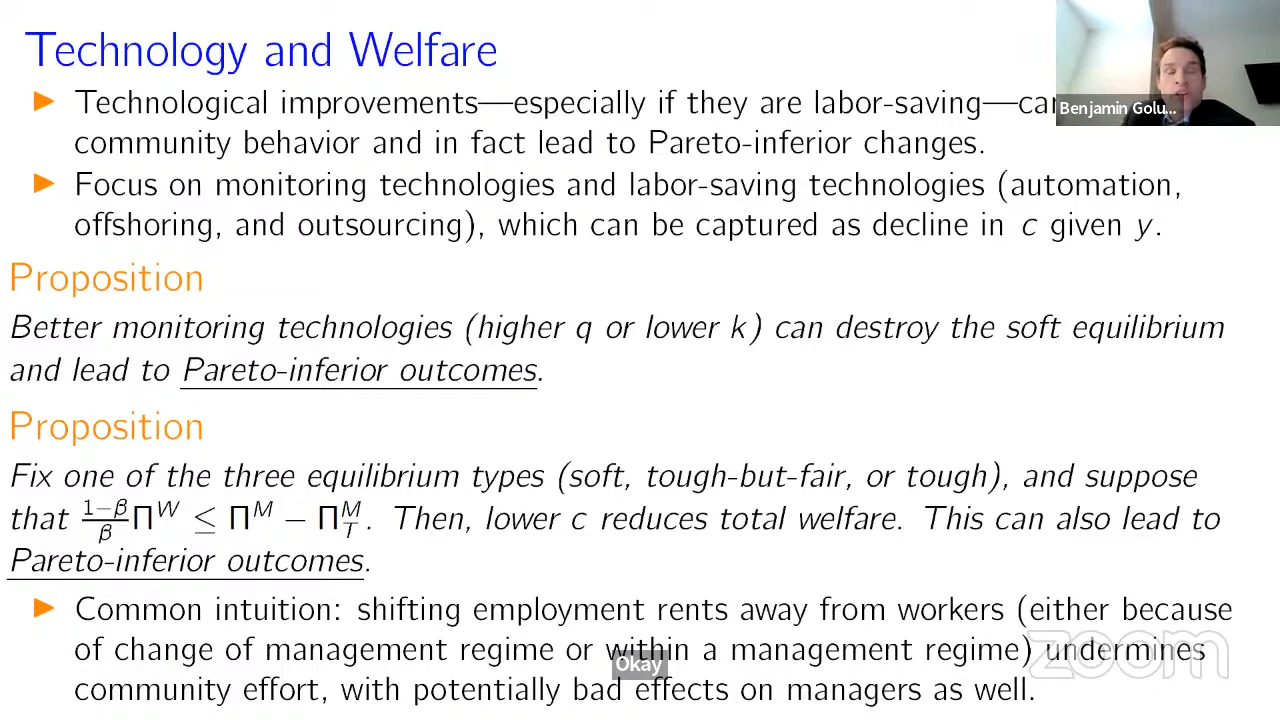 Technology and Welfare
▶ Technological improvements—especially if they are labor-saving—
community behavior and in fact lead to Pareto-inferior changes.
▶ Focus on monitoring technologies and labor-saving technologies (automation,
offshoring, and outsourcing), which can be captured as decline in c given y.
Proposition
Better monitoring technologies (higher q or lower k) can destroy the soft equilibrium
and lead to Pareto-inferior outcomes.
Proposition
Fix one of the three equilibrium types (soft, tough-but-fair, or tough), and suppose
that \frac{1-β}{β}Π^W ≤ Π^M − Π^M_T. Then, lower c reduces total welfare. This can also lead to
Pareto-inferior outcomes.
▶ Common intuition: shifting employment rents away from workers (either because
of change of management regime or within a management regime) undermines
community effort, with potentially bad effects on managers as well.
Benjamin Golu...
Okay
zoom